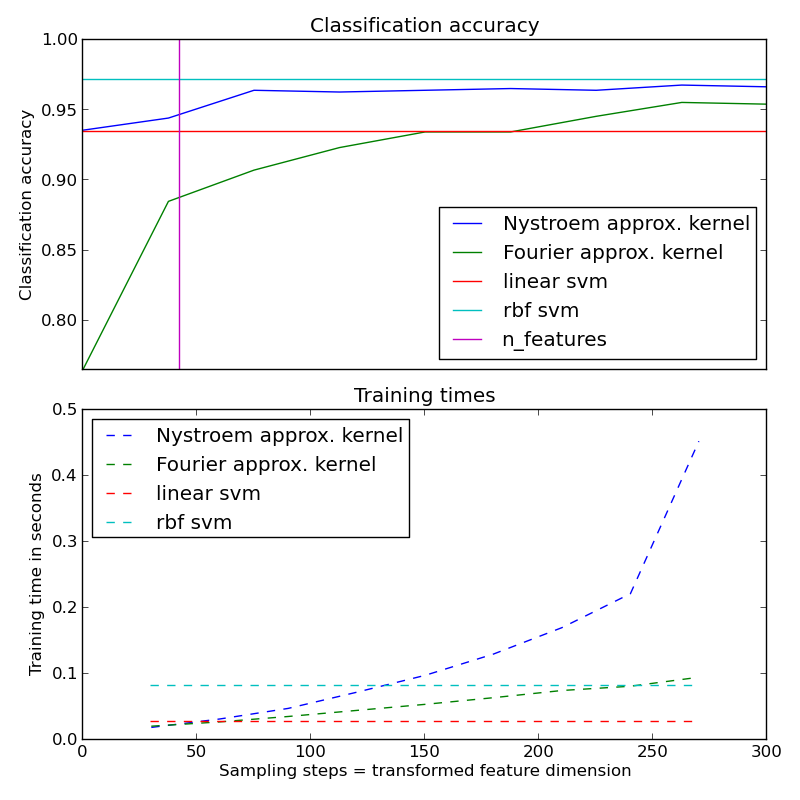 Classification accuracy
1.00
0.95
0.90
0.85
0.80
Classification accuracy
Nystroem approx. kernel
Fourier approx. kernel
linear svm
rbf svm
n_features
Training times
0.5
0.4
0.3
0.2
0.1
0.0
Training time in seconds
Nystroem approx. kernel
Fourier approx. kernel
linear svm
rbf svm
0 50 100 150 200 250 300
Sampling steps = transformed feature dimension